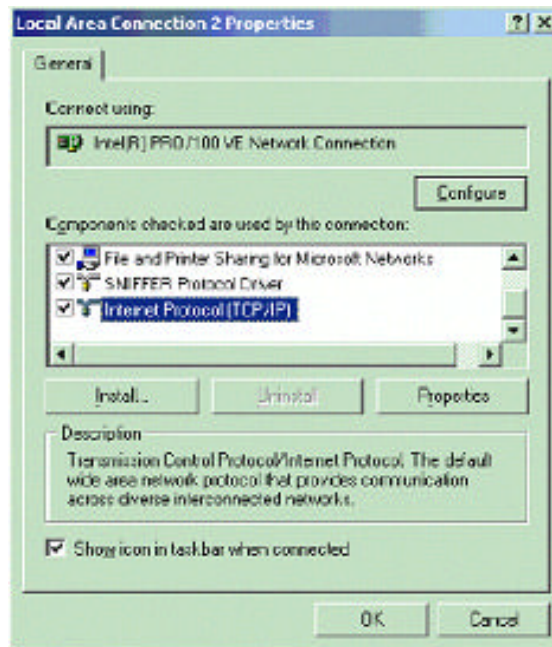 Local Area Connection 2 Properties
General
Connect using:
Intel(R) PRO/100 VE Network Connection
Configure
Components checked are used by this connection:
File and Printer Sharing for Microsoft Networks
SNIFFER Protocol Driver
Internet Protocol (TCP/IP)
Install...
Uninstall
Properties
Description
Transmission Control Protocol/Internet Protocol. The default
wide area network protocol that provides communication
across diverse interconnected networks.
Show icon in taskbar when connected
OK
Cancel